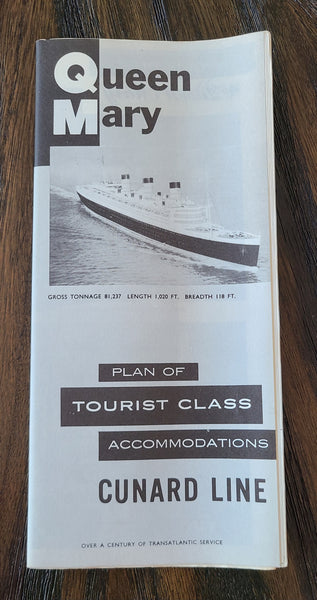 Queen
Mary
GROSS TONNAGE 81,237 LENGTH 1,020 FT. BREADTH 118 FT.
PLAN OF
TOURIST CLASS
ACCOMMODATIONS
CUNARD LINE
OVER A CENTURY OF TRANSATLANTIC SERVICE